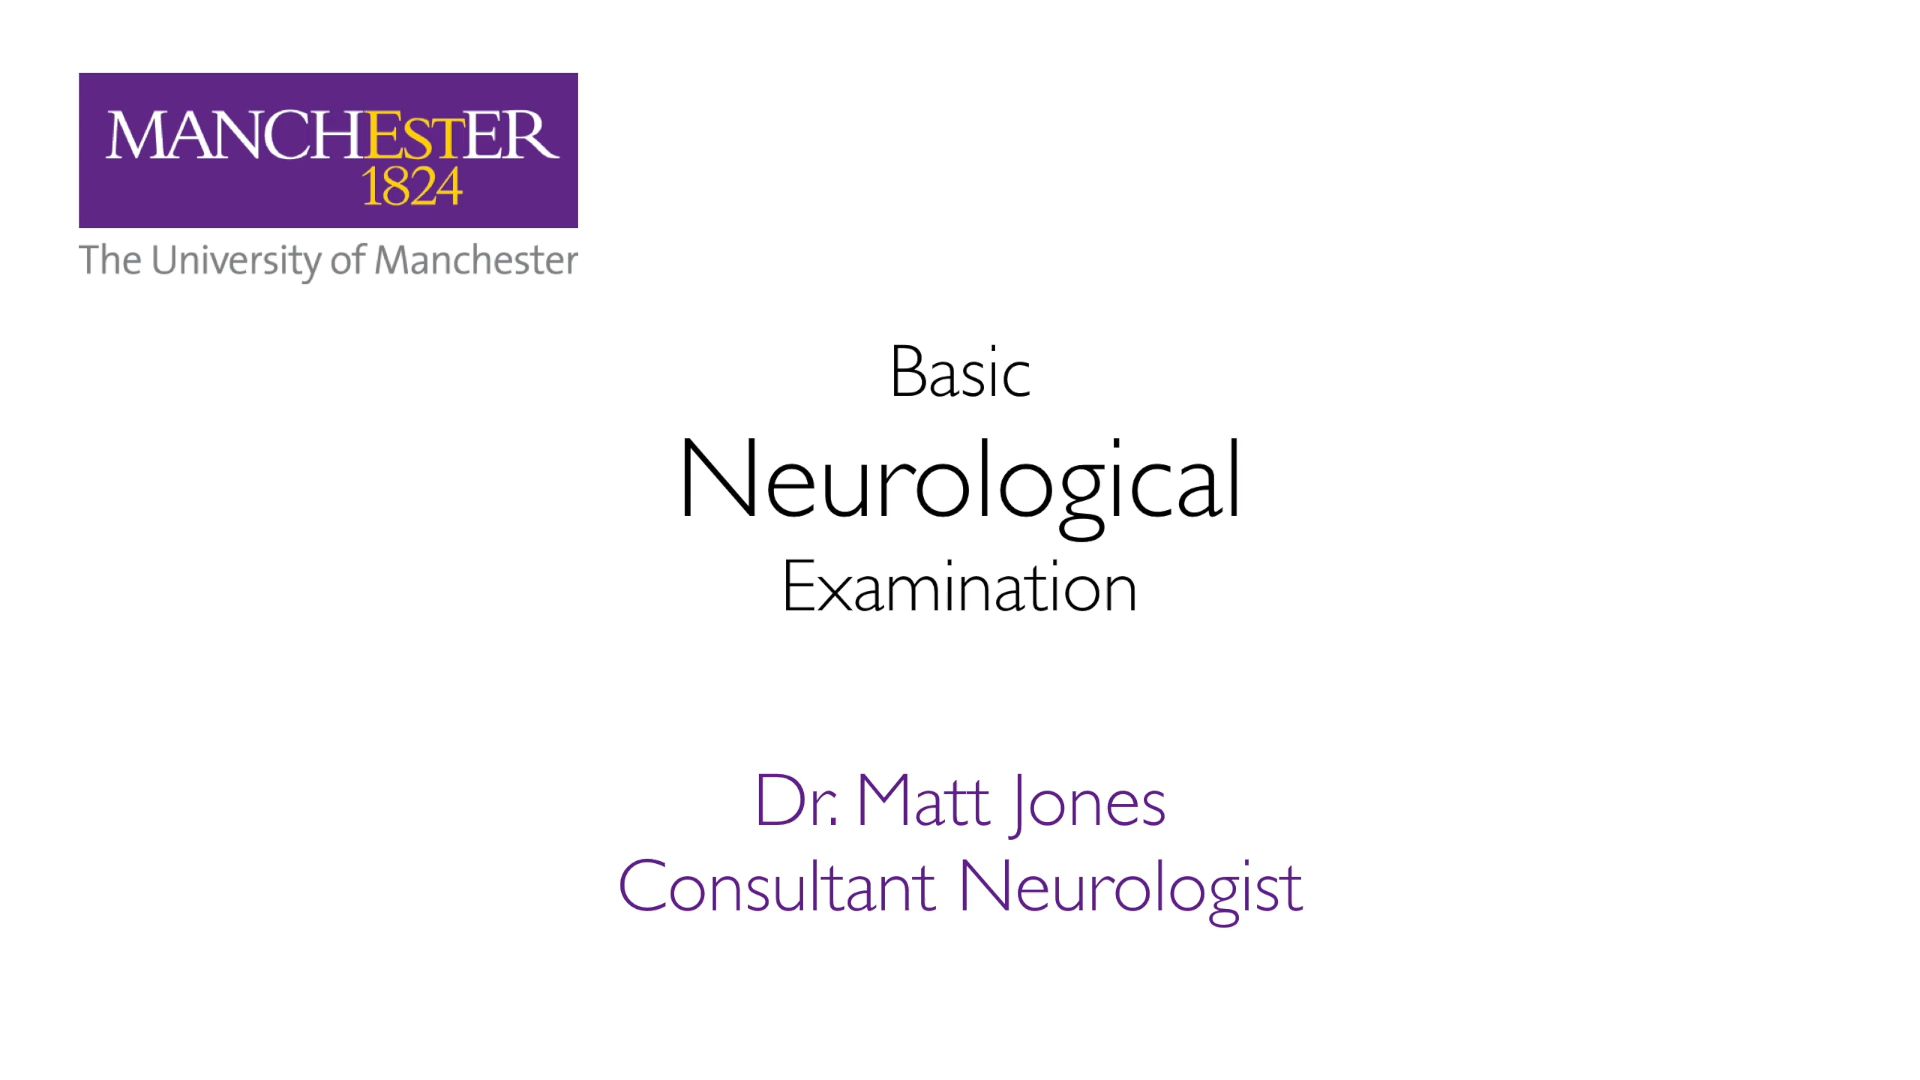 MANCHESTER
1824
The University of Manchester
Basic
Neurological
Examination
Dr. Matt Jones
Consultant Neurologist